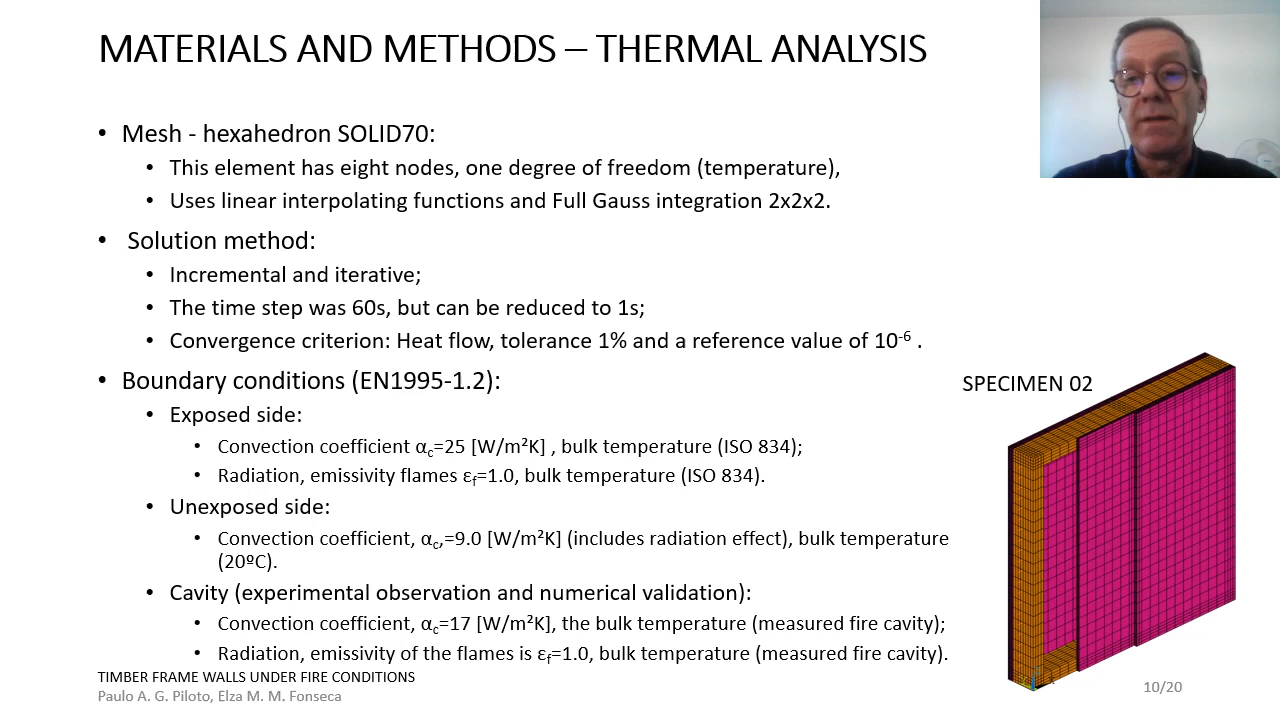 MATERIALS AND METHODS – THERMAL ANALYSIS
• Mesh - hexahedron SOLID70:
• This element has eight nodes, one degree of freedom (temperature),
• Uses linear interpolating functions and Full Gauss integration 2x2x2.
• Solution method:
• Incremental and iterative;
• The time step was 60s, but can be reduced to 1s;
• Convergence criterion: Heat flow, tolerance 1% and a reference value of 10⁻⁶ .
• Boundary conditions (EN1995-1.2):
• Exposed side:
• Convection coefficient αc=25 [W/m²K] , bulk temperature (ISO 834);
• Radiation, emissivity flames εf=1.0, bulk temperature (ISO 834).
• Unexposed side:
• Convection coefficient, αc,=9.0 [W/m²K] (includes radiation effect), bulk temperature
(20ºC).
• Cavity (experimental observation and numerical validation):
• Convection coefficient, αc=17 [W/m²K], the bulk temperature (measured fire cavity);
• Radiation, emissivity of the flames is εf=1.0, bulk temperature (measured fire cavity).
SPECIMEN 02
TIMBER FRAME WALLS UNDER FIRE CONDITIONS
Paulo A. G. Piloto, Elza M. M. Fonseca
10/20